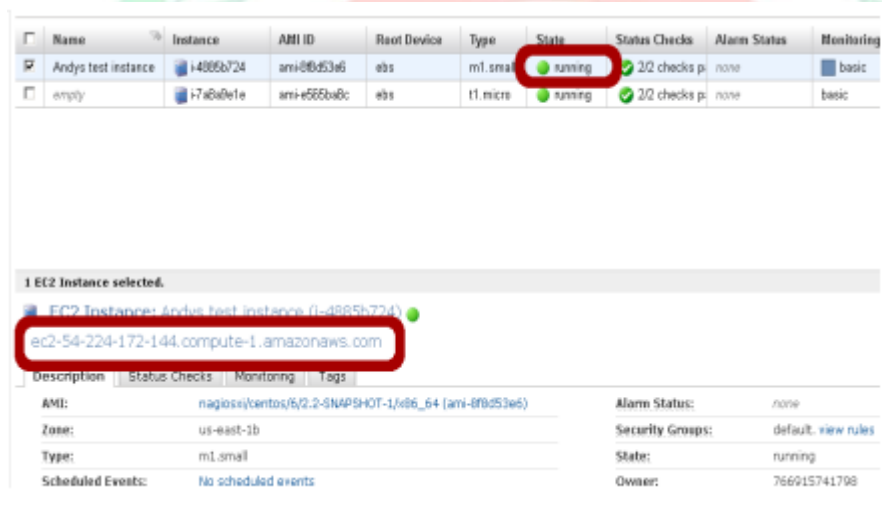 Name Instance AMI ID Root Device Type State Status Checks Alarm Status Monitoring
Andys test instance i-4885b724 ami-8f8d53e6 ebs m1.small running 2/2 checks p none basic
empty i-7a8a9e1e ami-e565ba8c ebs t1.micro running 2/2 checks p none basic
1 EC2 Instance selected.
EC2 Instance: Andys test instance (i-4885b724)
ec2-54-224-172-144.compute-1.amazonaws.com
Description Status Checks Monitoring Tags
AMI: nagiosxi/centos/6/2.2-SNAPSHOT-1/x86_64 (ami-8f8d53e6) Alarm Status: none
Zone: us-east-1b Security Groups: default. view rules
Type: m1.small State: running
Scheduled Events: No scheduled events Owner: 766915741798